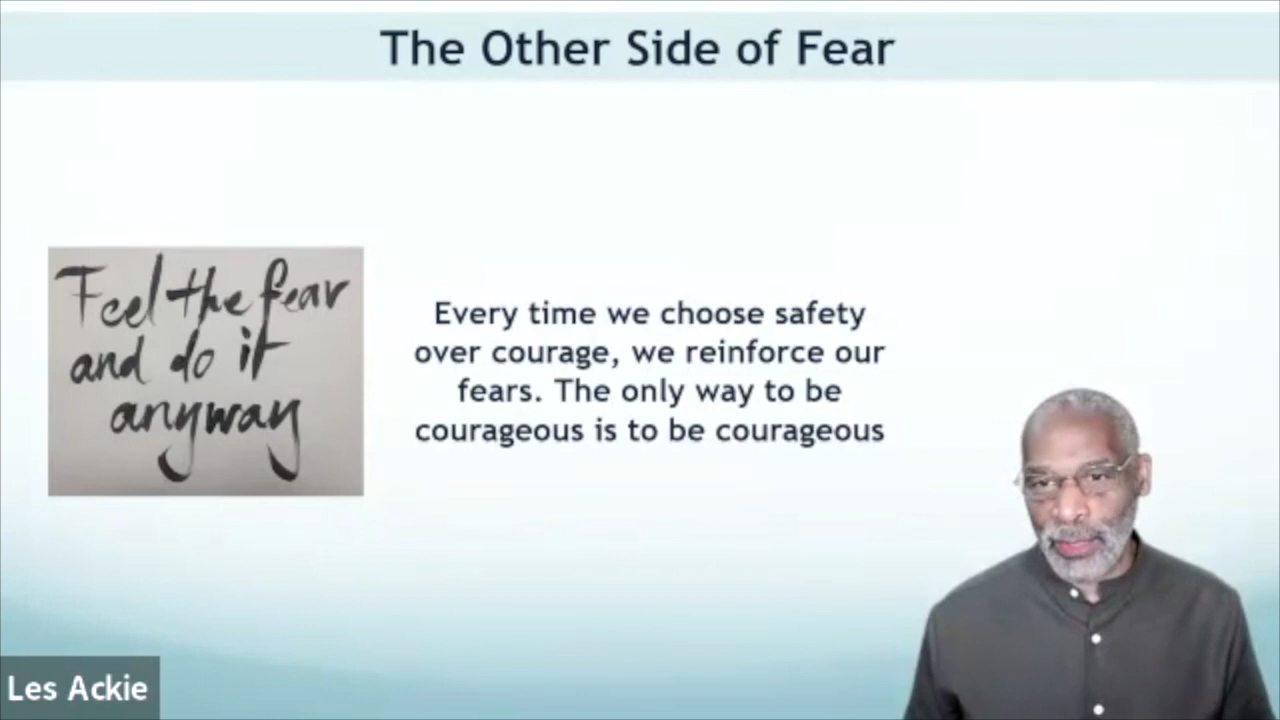 The Other Side of Fear
Feel the fear
and do it
anyway
Every time we choose safety
over courage, we reinforce our
fears. The only way to be
courageous is to be courageous
Les Ackie